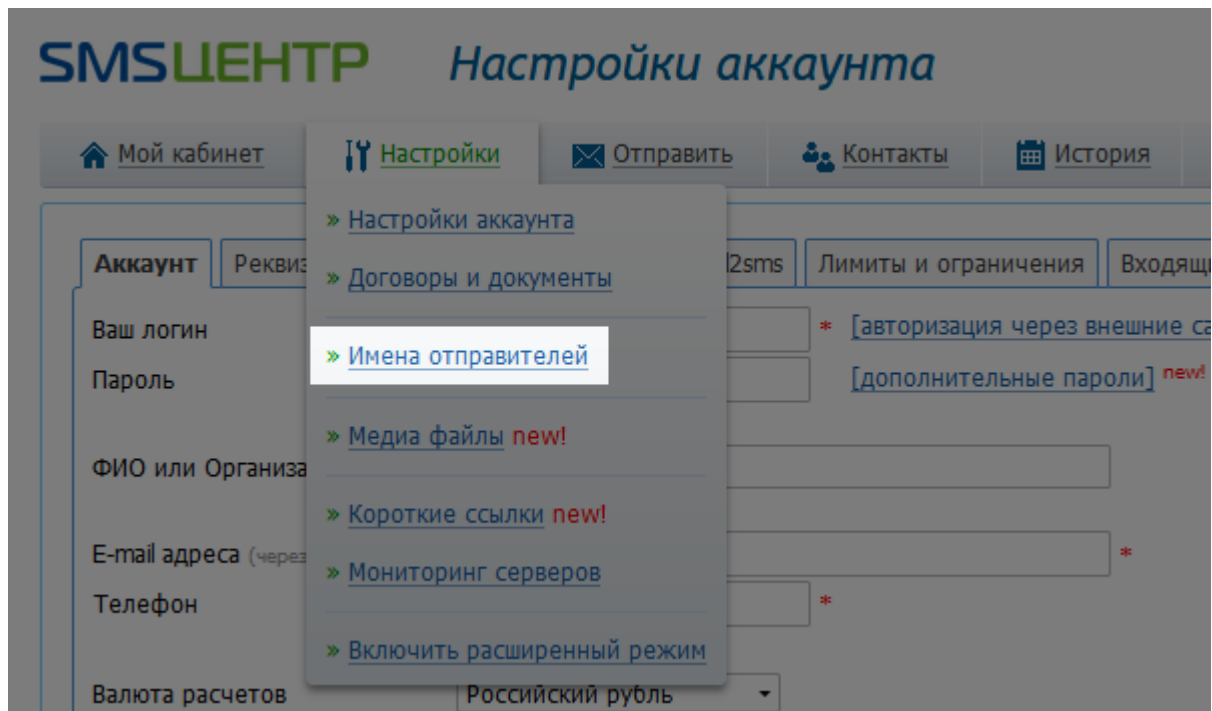 SMSЦЕНТР Настройки аккаунта
Мой кабинет Настройки Отправить Контакты История
» Настройки аккаунта
Аккаунт 2sms Лимиты и ограничения
» Договоры и документы
Ваш логин * [авторизация через внешние
» Имена отправителей
Пароль [дополнительные пароли] new!
» Медиа файлы new!
ФИО или
» Короткие ссылки new!
E-mail адреса (через *
» Мониторинг серверов
Телефон *
» Включить расширенный режим
Валюта расчетов Российский рубль